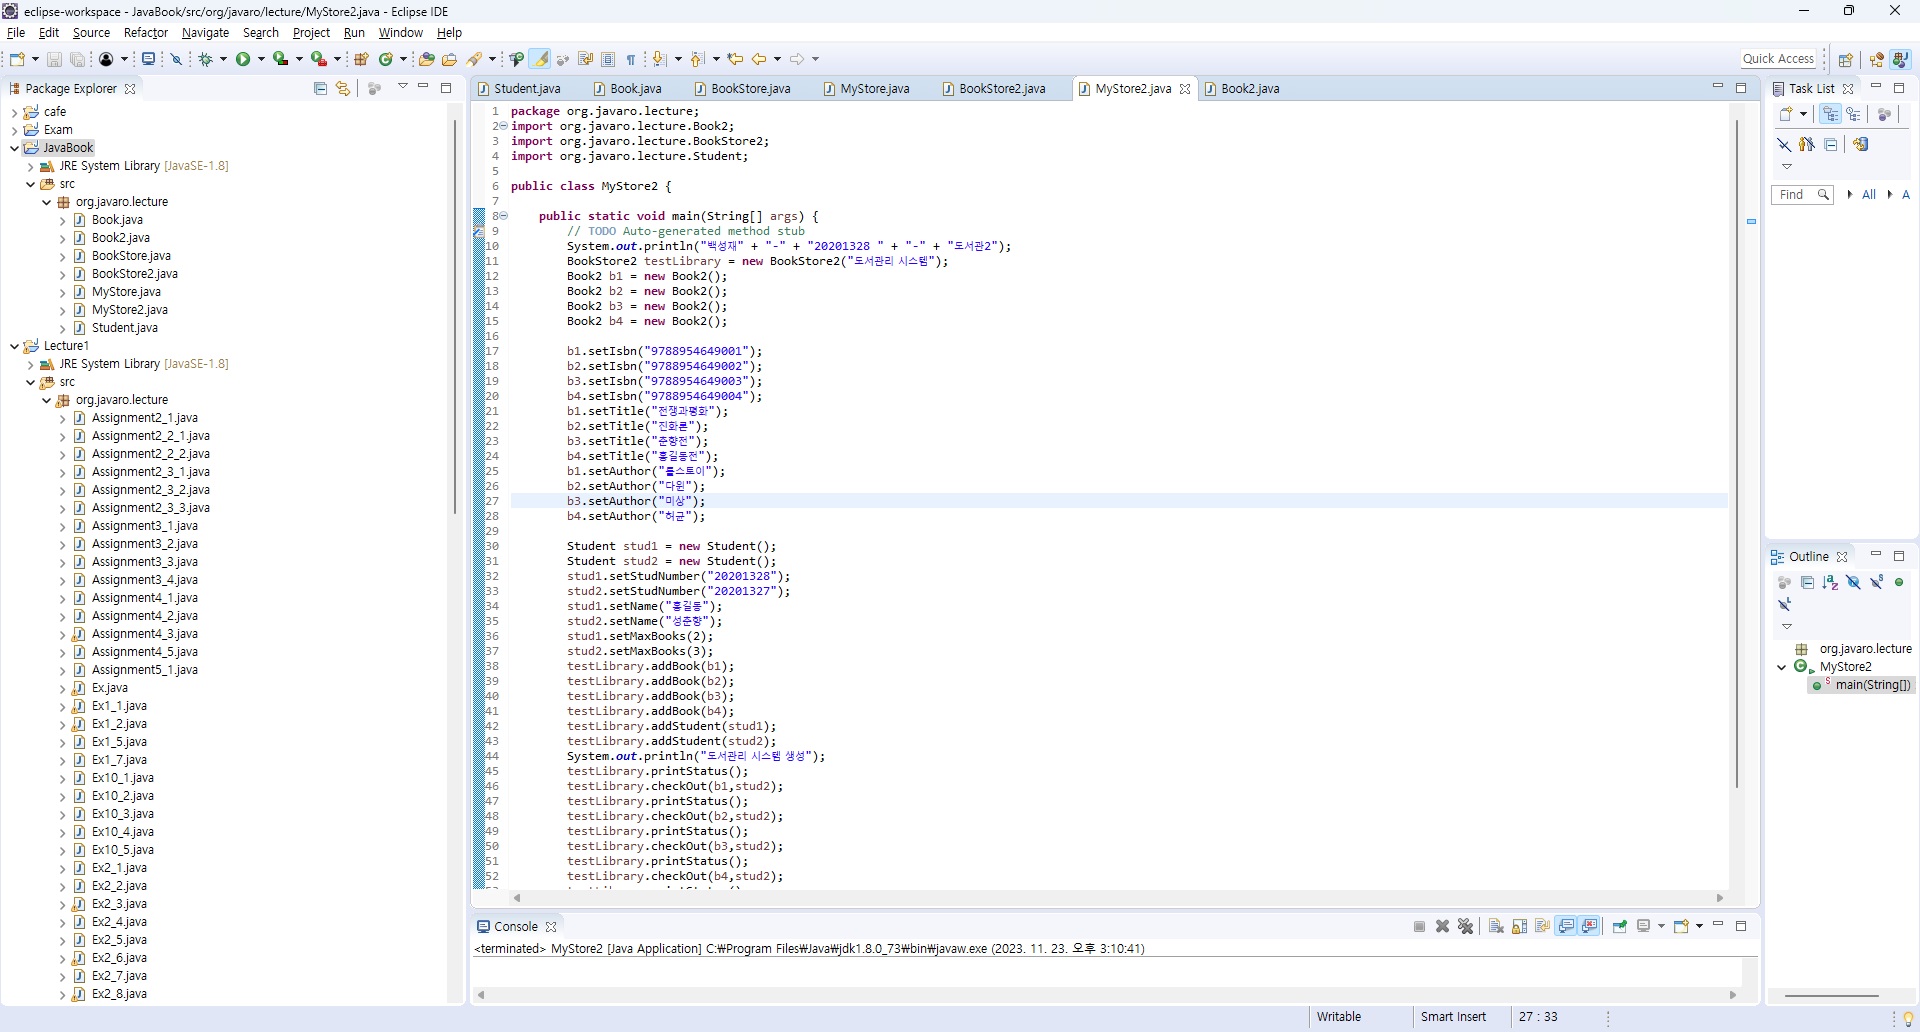 eclipse-workspace - JavaBook/src/org/javaro/lecture/MyStore2.java - Eclipse IDE
File Edit Source Refactor Navigate Search Project Run Window Help
Quick Access
Package Explorer
cafe
Exam
JavaBook
JRE System Library [JavaSE-1.8]
src
org.javaro.lecture
Book.java
Book2.java
BookStore.java
BookStore2.java
MyStore.java
MyStore2.java
Student.java
Lecture1
JRE System Library [JavaSE-1.8]
src
org.javaro.lecture
Assignment2_1.java
Assignment2_2_1.java
Assignment2_2_2.java
Assignment2_3_1.java
Assignment2_3_2.java
Assignment2_3_3.java
Assignment3_1.java
Assignment3_2.java
Assignment3_3.java
Assignment3_4.java
Assignment4_1.java
Assignment4_2.java
Assignment4_3.java
Assignment4_5.java
Assignment5_1.java
Ex.java
Ex1_1.java
Ex1_2.java
Ex1_5.java
Ex1_7.java
Ex10_1.java
Ex10_2.java
Ex10_3.java
Ex10_4.java
Ex10_5.java
Ex2_1.java
Ex2_2.java
Ex2_3.java
Ex2_4.java
Ex2_5.java
Ex2_6.java
Ex2_7.java
Ex2_8.java
Student.java Book.java BookStore.java MyStore.java BookStore2.java MyStore2.java Book2.java
1 package org.javaro.lecture;
2 import org.javaro.lecture.Book2;
3 import org.javaro.lecture.BookStore2;
4 import org.javaro.lecture.Student;
5
6 public class MyStore2 {
7
8 public static void main(String[] args) {
9 // TODO Auto-generated method stub
10 System.out.println("백성재" + "-" + "20201328 " + "-" + "도서관2");
11 BookStore2 testLibrary = new BookStore2("도서관리 시스템");
12 Book2 b1 = new Book2();
13 Book2 b2 = new Book2();
14 Book2 b3 = new Book2();
15 Book2 b4 = new Book2();
16
17 b1.setIsbn("9788954649001");
18 b2.setIsbn("9788954649002");
19 b3.setIsbn("9788954649003");
20 b4.setIsbn("9788954649004");
21 b1.setTitle("전쟁과평화");
22 b2.setTitle("진화론");
23 b3.setTitle("춘향전");
24 b4.setTitle("홍길동전");
25 b1.setAuthor("톨스토이");
26 b2.setAuthor("다윈");
27 b3.setAuthor("미상");
28 b4.setAuthor("허균");
29
30 Student stud1 = new Student();
31 Student stud2 = new Student();
32 stud1.setStudNumber("20201328");
33 stud2.setStudNumber("20201327");
34 stud1.setName("홍길동");
35 stud2.setName("성춘향");
36 stud1.setMaxBooks(2);
37 stud2.setMaxBooks(3);
38 testLibrary.addBook(b1);
39 testLibrary.addBook(b2);
40 testLibrary.addBook(b3);
41 testLibrary.addBook(b4);
42 testLibrary.addStudent(stud1);
43 testLibrary.addStudent(stud2);
44 System.out.println("도서관리 시스템 생성");
45 testLibrary.printStatus();
46 testLibrary.checkOut(b1,stud2);
47 testLibrary.printStatus();
48 testLibrary.checkOut(b2,stud2);
49 testLibrary.printStatus();
50 testLibrary.checkOut(b3,stud2);
51 testLibrary.printStatus();
52 testLibrary.checkOut(b4,stud2);
Console
<terminated> MyStore2 [Java Application] C:₩Program Files₩Java₩jdk1.8.0_73₩bin₩javaw.exe (2023. 11. 23. 오후 3:10:41)
Task List
Find All A
Outline
org.javaro.lecture
MyStore2
main(String[])
Writable Smart Insert 27 : 33